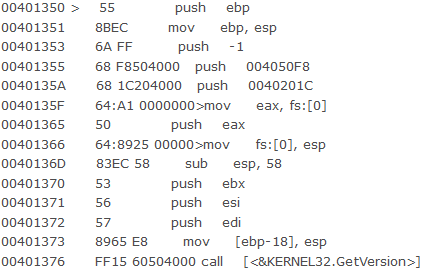 00401350 > 55 push ebp
00401351 8BEC mov ebp, esp
00401353 6A FF push -1
00401355 68 F8504000 push 004050F8
0040135A 68 1C204000 push 0040201C
0040135F 64:A1 0000000>mov eax, fs:[0]
00401365 50 push eax
00401366 64:8925 00000>mov fs:[0], esp
0040136D 83EC 58 sub esp, 58
00401370 53 push ebx
00401371 56 push esi
00401372 57 push edi
00401373 8965 E8 mov [ebp-18], esp
00401376 FF15 60504000 call [<&KERNEL32.GetVersion>]